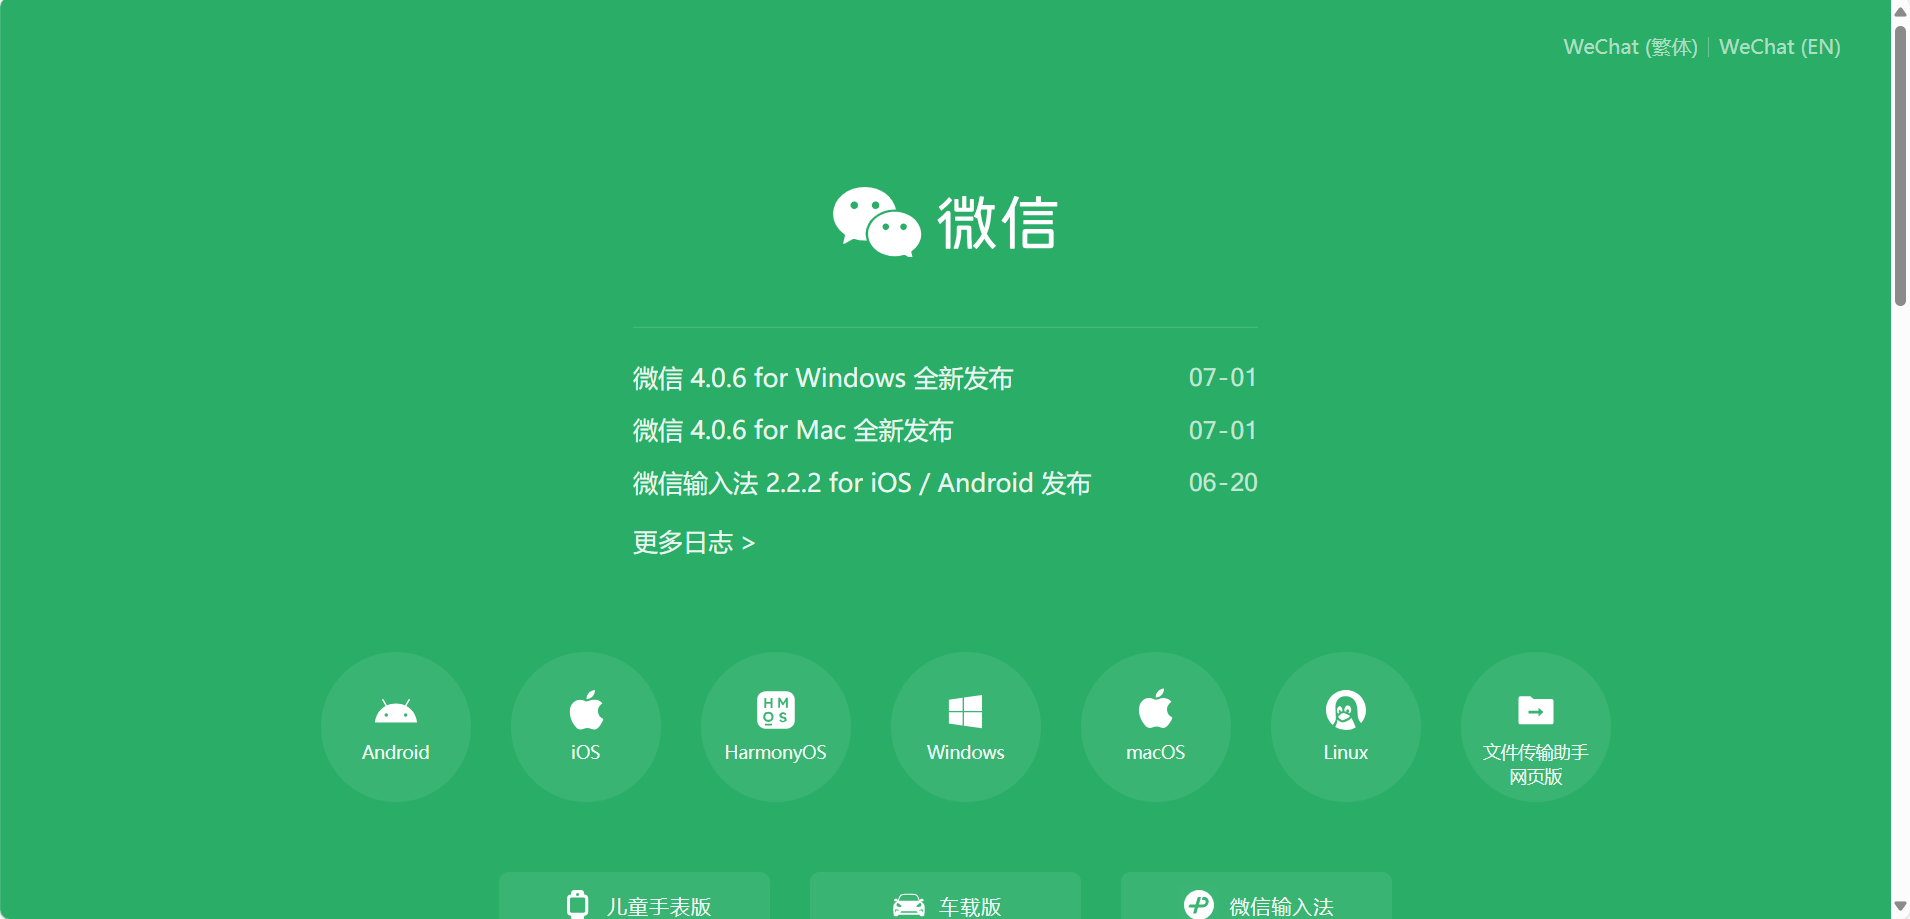 WeChat (繁体) | WeChat (EN)
微信
微信 4.0.6 for Windows 全新发布 07-01
微信 4.0.6 for Mac 全新发布 07-01
微信输入法 2.2.2 for iOS / Android 发布 06-20
更多日志 >
HM
OS
Android
iOS
HarmonyOS
Windows
macOS
Linux
文件传输助手
网页版
儿童手表版
车载版
微信输入法